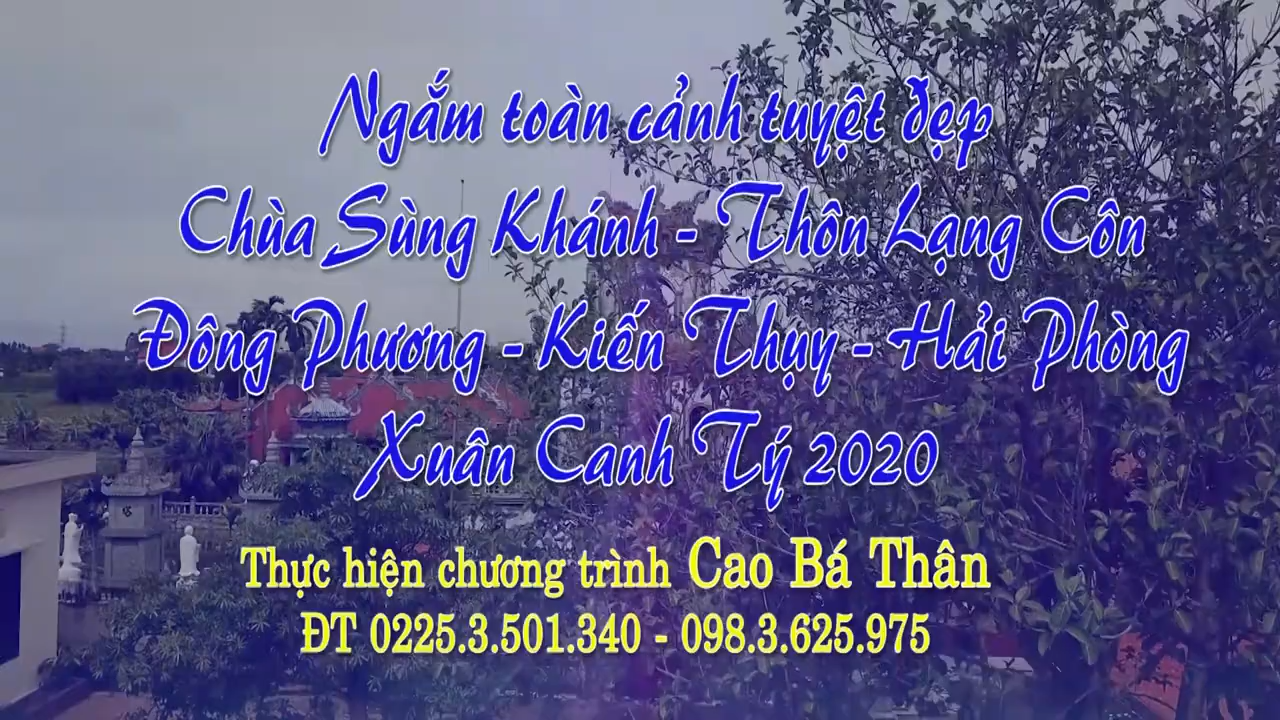 Ngắm toàn cảnh tuyệt đẹp
Chùa Sùng Khánh - Thôn Lạng Côn
Đông Phương - Kiến Thụy - Hải Phòng
Xuân Canh Tý 2020
Thực hiện chương trình Cao Bá Thân
ĐT 0225.3.501.340 - 098.3.625.975